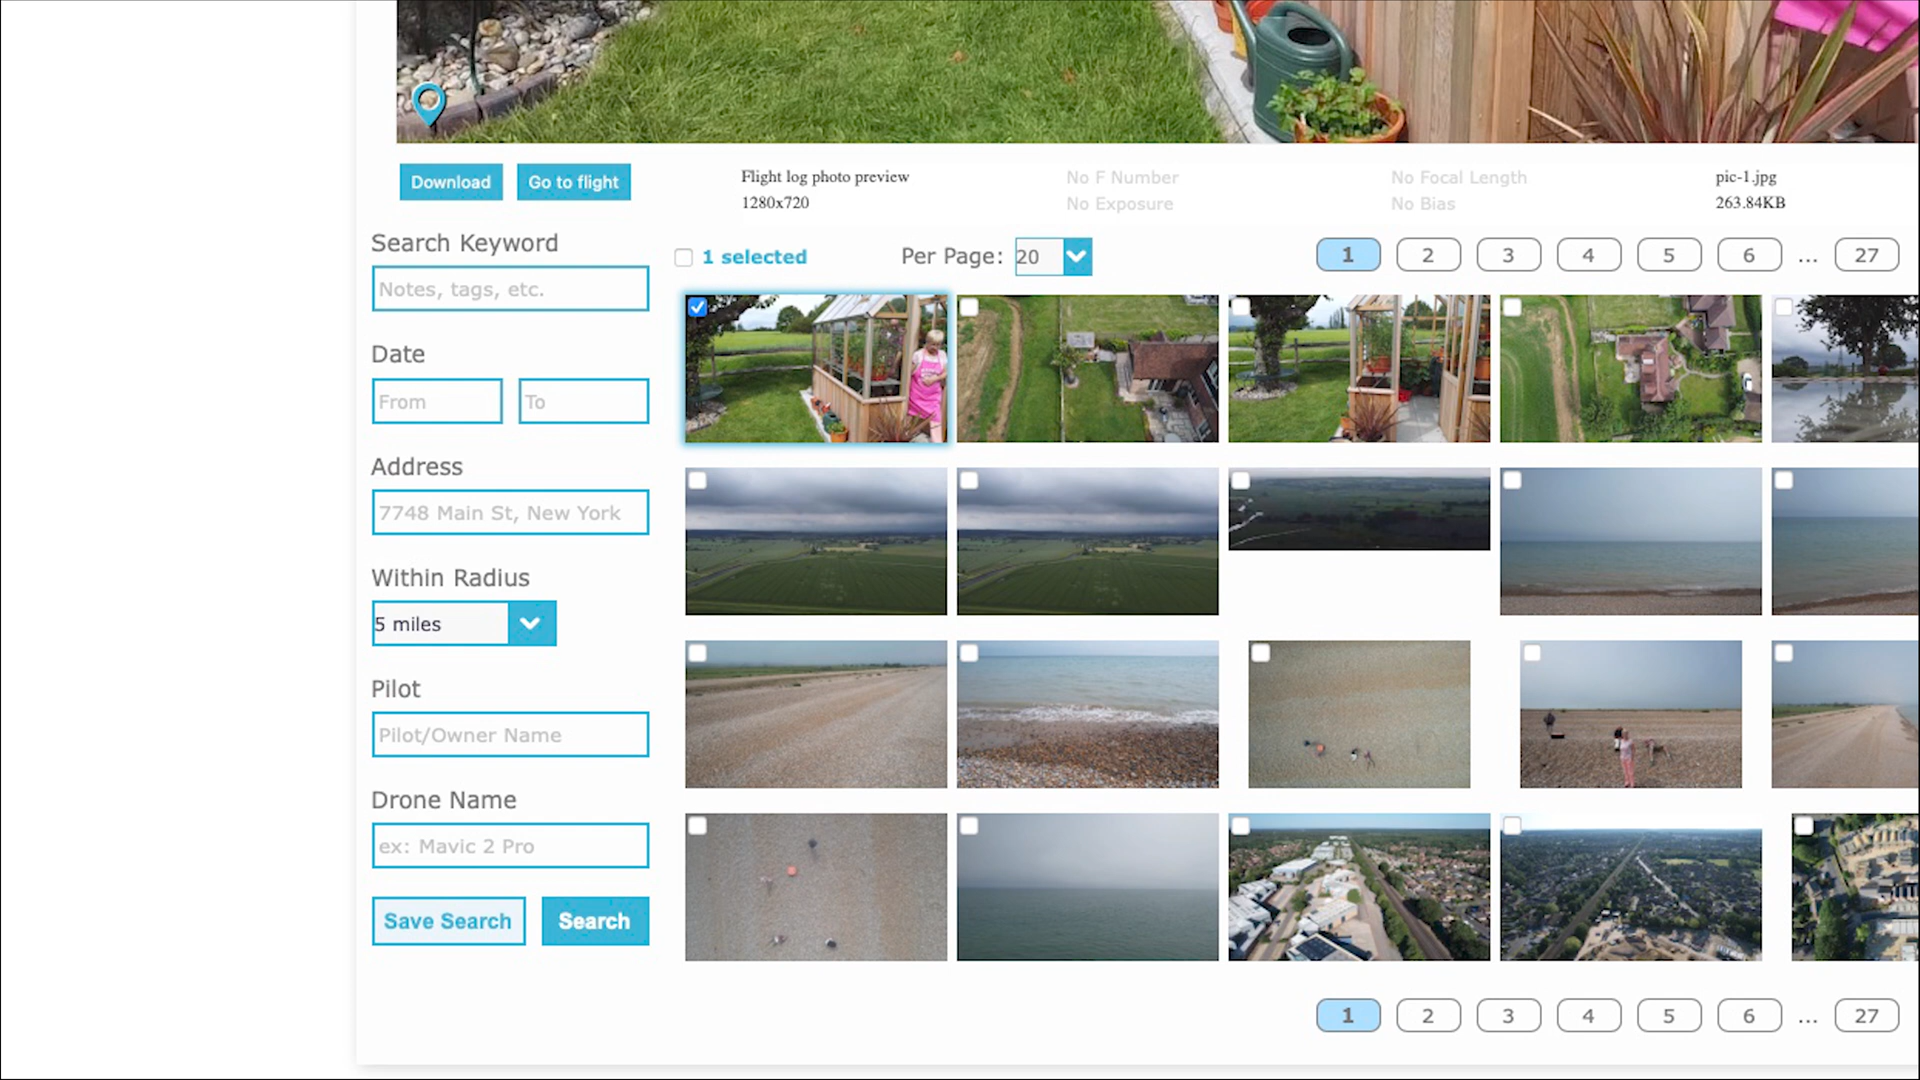 Download
Go to flight
Flight log photo preview
1280x720
No F Number
No Exposure
No Focal Length
No Bias
pic-1.jpg
263.84KB
Search Keyword
Notes, tags, etc.
Date
From
To
Address
7748 Main St, New York
Within Radius
5 miles
Pilot
Pilot/Owner Name
Drone Name
ex: Mavic 2 Pro
Save Search
Search
1 selected
Per Page: 20
1 2 3 4 5 6 ... 27
1 2 3 4 5 6 ... 27